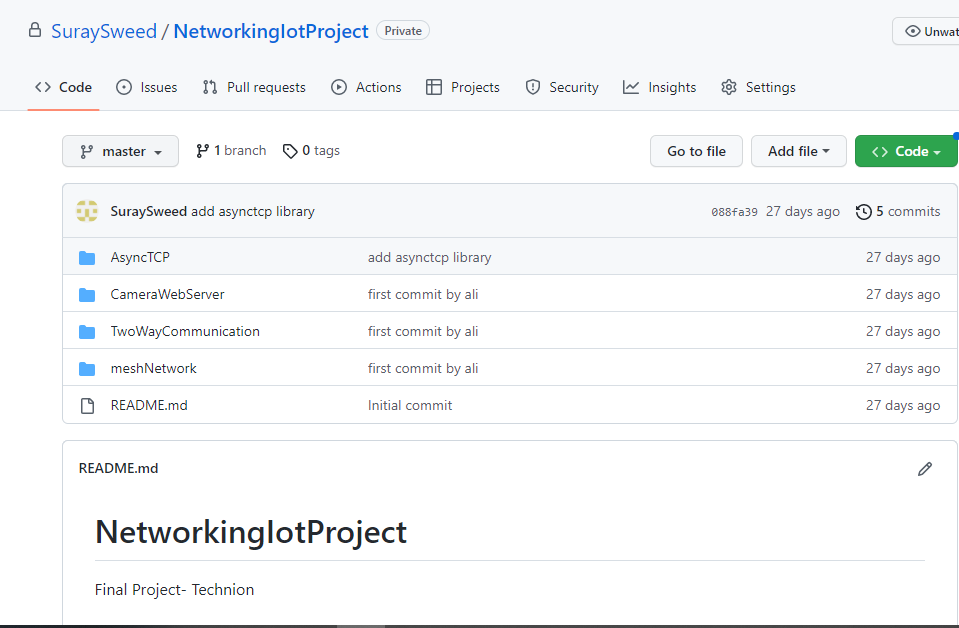 SuraySweed / NetworkingIotProject Private Unwat
<> Code Issues Pull requests Actions Projects Security Insights Settings
master 1 branch 0 tags Go to file Add file <> Code
SuraySweed add asynctcp library 088fa39 27 days ago 5 commits
AsyncTCP add asynctcp library 27 days ago
CameraWebServer first commit by ali 27 days ago
TwoWayCommunication first commit by ali 27 days ago
meshNetwork first commit by ali 27 days ago
README.md Initial commit 27 days ago
README.md
NetworkingIotProject
Final Project- Technion